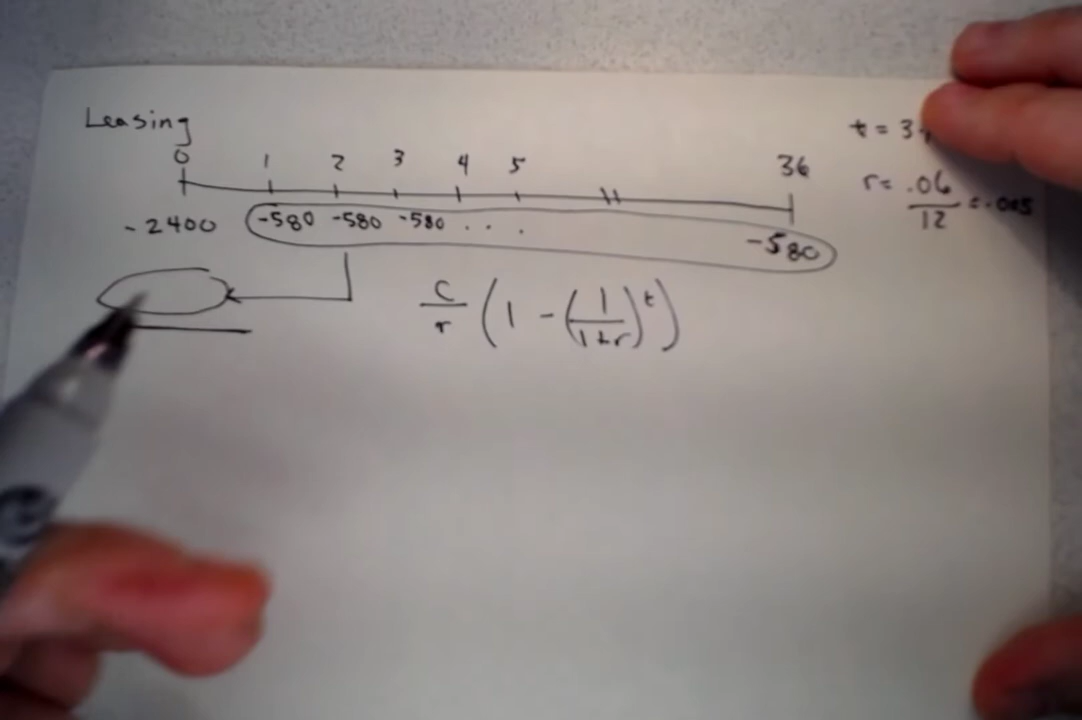 Leasing
0 1 2 3 4 5 36
-2400 -580 -580 -580 ... -580
t = 3
r = .06/12 = .005
C/r (1 - (1/(1+r))^t)